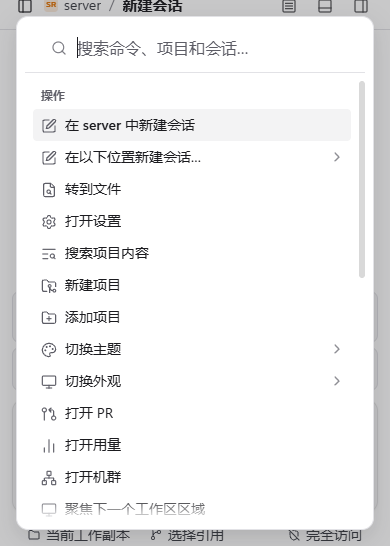 SR server / 新建会话
搜索命令、项目和会话...
操作
在 server 中新建会话
在以下位置新建会话...
转到文件
打开设置
搜索项目内容
新建项目
添加项目
切换主题
切换外观
打开 PR
打开用量
打开机群
聚焦下一个工作区区域
当前工作副本 选择引用 完全访问